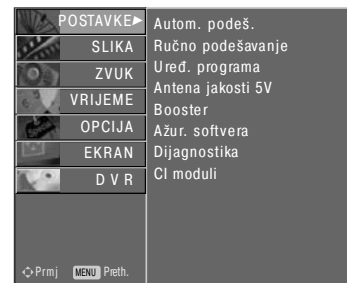 POSTAVKE
SLIKA
ZVUK
VRIJEME
OPCIJA
EKRAN
DVR
Autom. podeš.
Ručno podešavanje
Uređ. programa
Antena jakosti 5V
Booster
Ažur. softvera
Dijagnostika
CI moduli
Prmj MENU Preth.